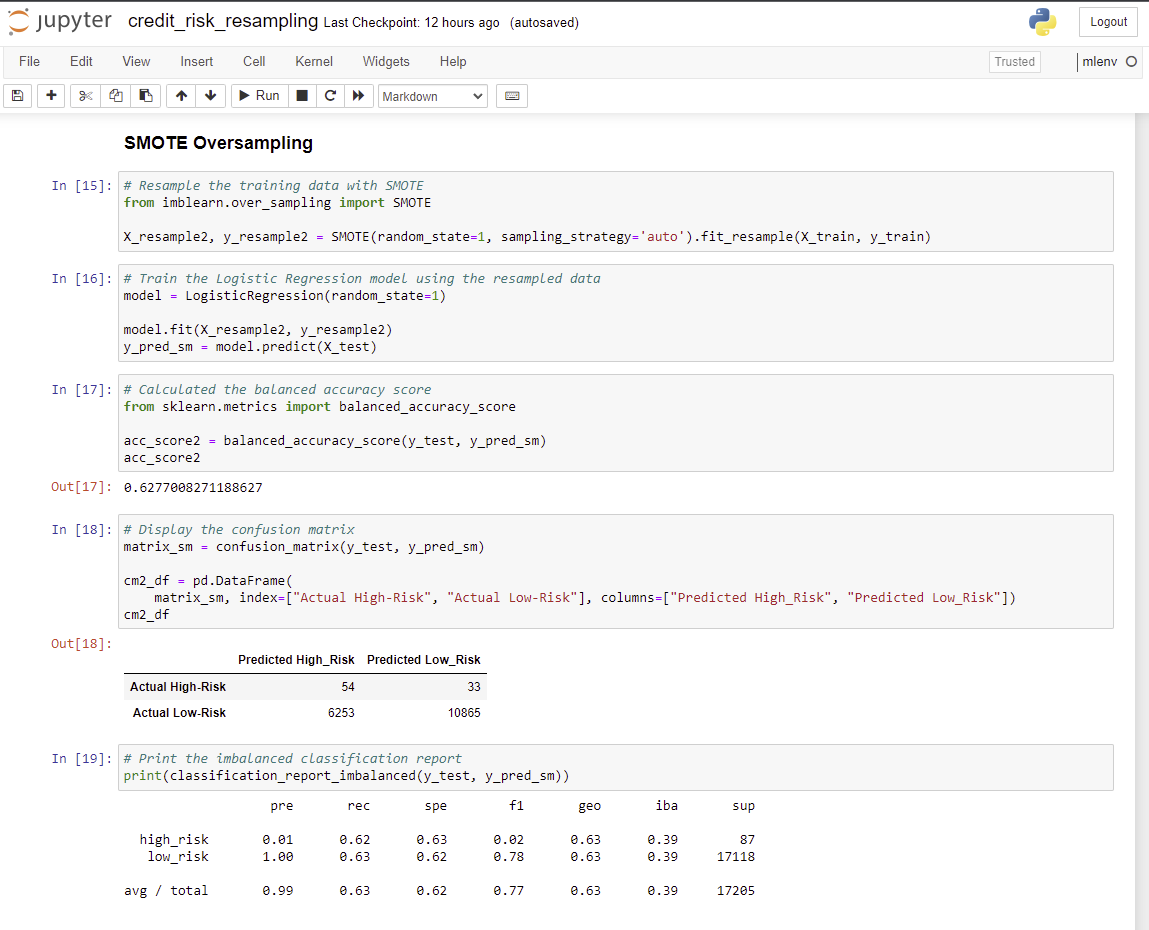 jupyter credit_risk_resampling Last Checkpoint: 12 hours ago (autosaved) Logout
File Edit View Insert Cell Kernel Widgets Help Trusted mlenv
Run Markdown
SMOTE Oversampling
In [15]: # Resample the training data with SMOTE
from imblearn.over_sampling import SMOTE
X_resample2, y_resample2 = SMOTE(random_state=1, sampling_strategy='auto').fit_resample(X_train, y_train)
In [16]: # Train the Logistic Regression model using the resampled data
model = LogisticRegression(random_state=1)
model.fit(X_resample2, y_resample2)
y_pred_sm = model.predict(X_test)
In [17]: # Calculated the balanced accuracy score
from sklearn.metrics import balanced_accuracy_score
acc_score2 = balanced_accuracy_score(y_test, y_pred_sm)
acc_score2
Out[17]: 0.6277008271188627
In [18]: # Display the confusion matrix
matrix_sm = confusion_matrix(y_test, y_pred_sm)
cm2_df = pd.DataFrame(
matrix_sm, index=["Actual High-Risk", "Actual Low-Risk"], columns=["Predicted High_Risk", "Predicted Low_Risk"])
cm2_df
Out[18]:
Predicted High_Risk Predicted Low_Risk
Actual High-Risk 54 33
Actual Low-Risk 6253 10865
In [19]: # Print the imbalanced classification report
print(classification_report_imbalanced(y_test, y_pred_sm))
pre rec spe f1 geo iba sup
high_risk 0.01 0.62 0.63 0.02 0.63 0.39 87
low_risk 1.00 0.63 0.62 0.78 0.63 0.39 17118
avg / total 0.99 0.63 0.62 0.77 0.63 0.39 17205